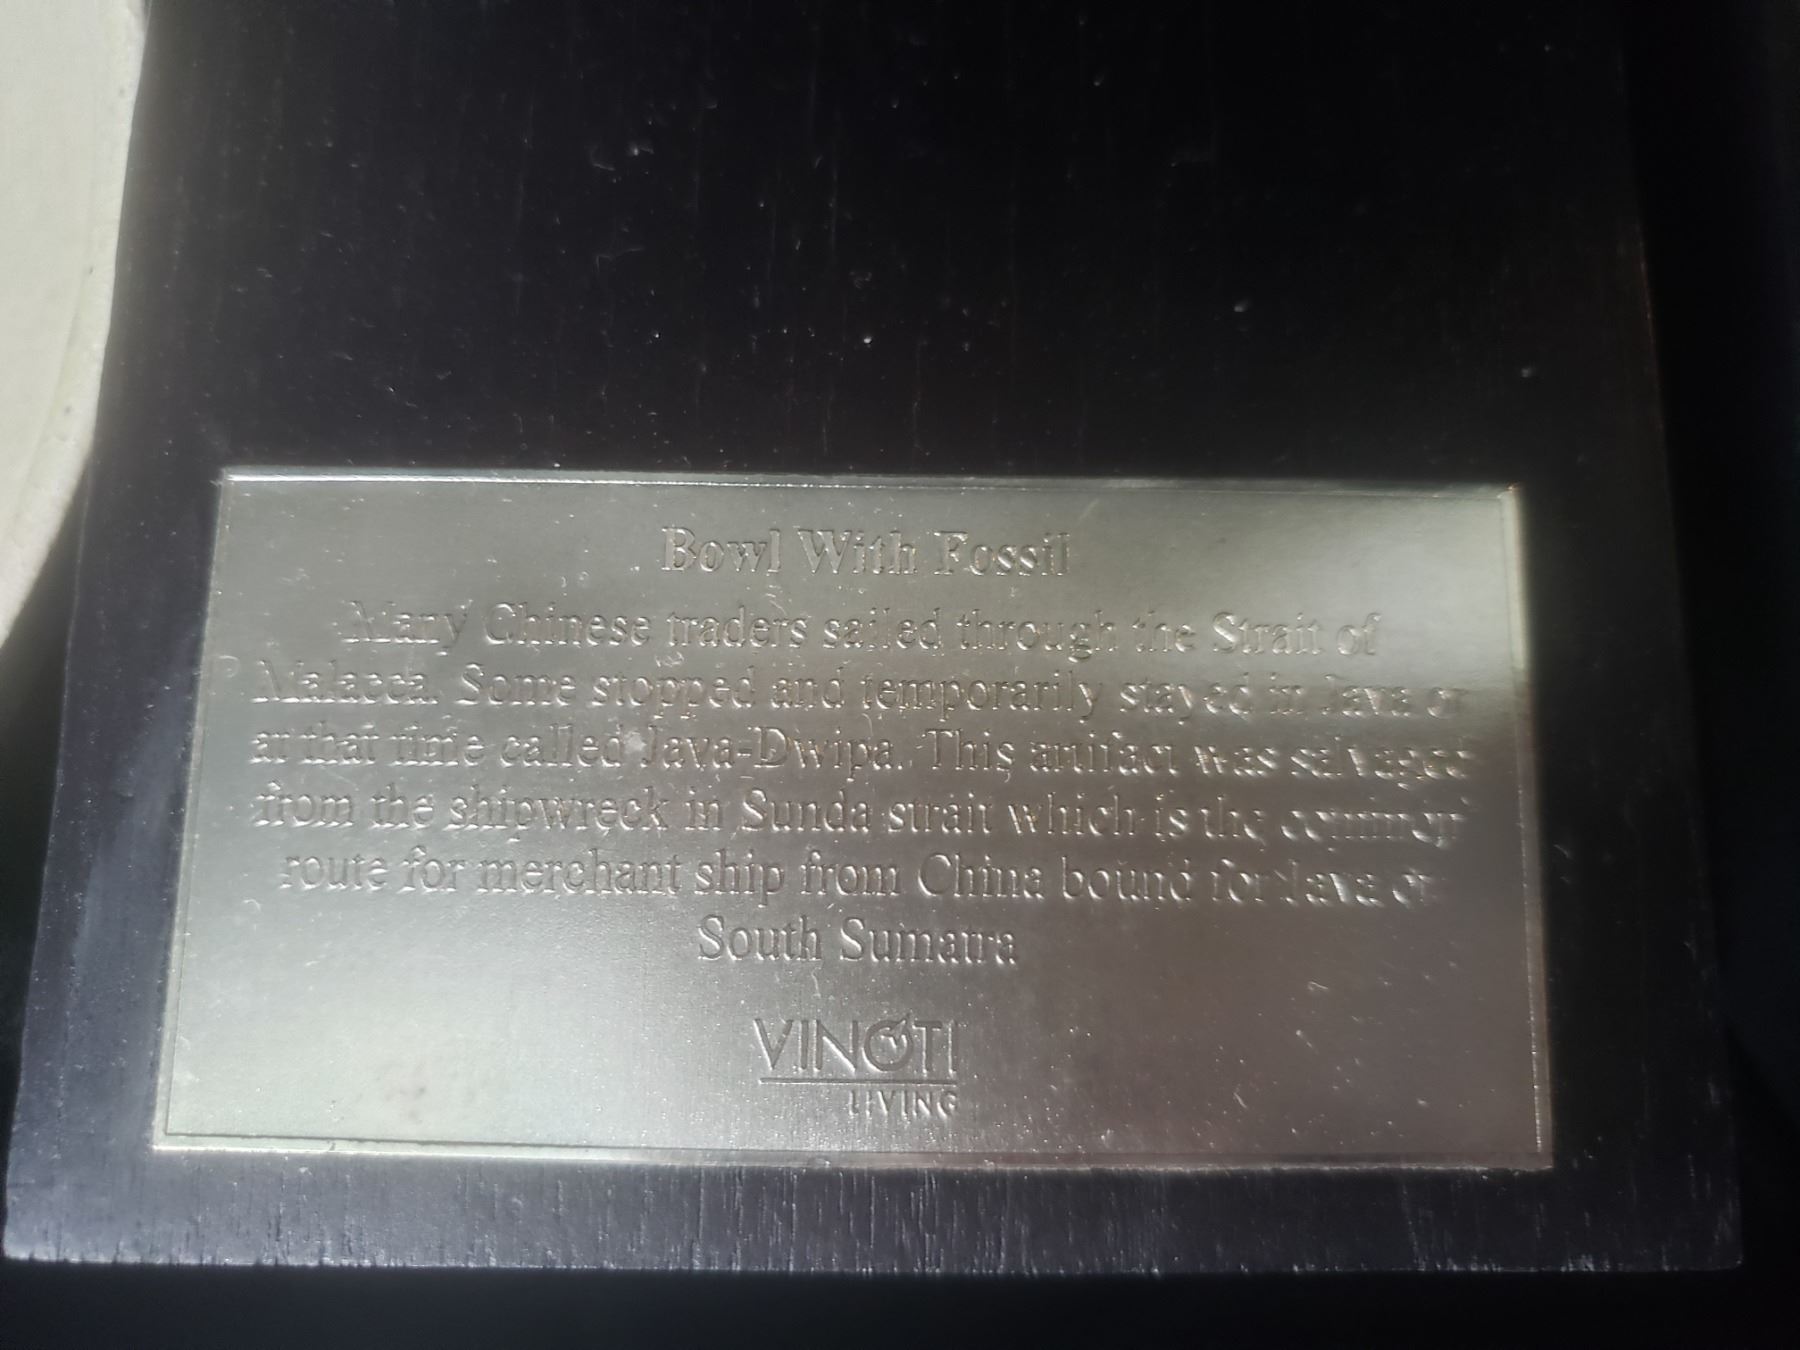 Bowl With Fossil
Many Chinese traders sailed through the Strait of
Malacca. Some stopped and temporarily stayed in Java or
at that time called Java-Dwipa. This artifact was salvaged
from the shipwreck in Sunda strait which is the common
route for merchant ship from China bound for Java or
South Sumatra
VINOTI
LIVING